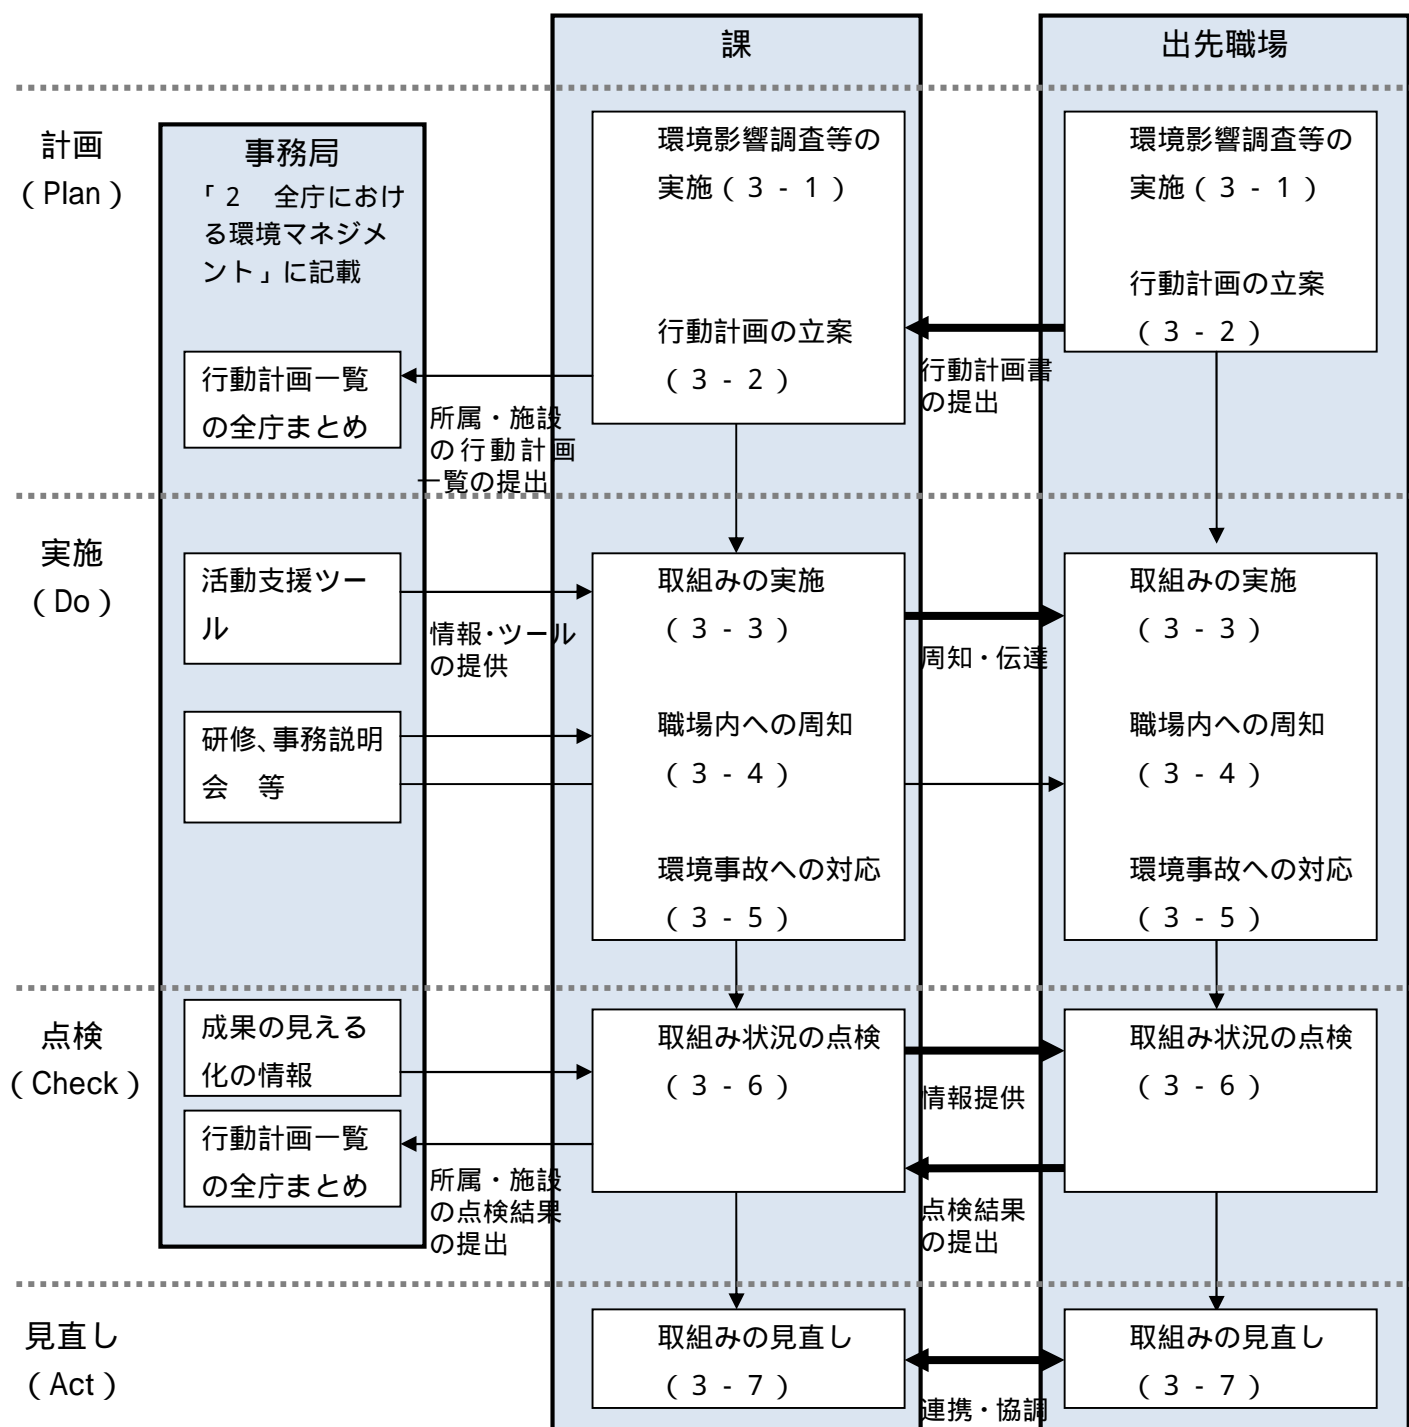 課
出先職場
計画
（Plan）
事務局
「２　全庁におけ
る環境マネジメ
ント」に記載
環境影響調査等の
実施（３-１）
行動計画の立案
（３-２）
環境影響調査等の
実施（３-１）
行動計画の立案
（３-２）
行動計画一覧
の全庁まとめ
所属・施設
の行動計画
一覧の提出
行動計画書
の提出
実施
（Do）
活動支援ツー
ル
情報・ツール
の提供
研修、事務説明
会　等
取組みの実施
（３-３）
職場内への周知
（３-４）
環境事故への対応
（３-５）
周知・伝達
取組みの実施
（３-３）
職場内への周知
（３-４）
環境事故への対応
（３-５）
点検
（Check）
成果の見える
化の情報
行動計画一覧
の全庁まとめ
所属・施設
の点検結果
の提出
取組み状況の点検
（３-６）
情報提供
点検結果
の提出
取組み状況の点検
（３-６）
見直し
（Act）
取組みの見直し
（３-７）
連携・協調
取組みの見直し
（３-７）